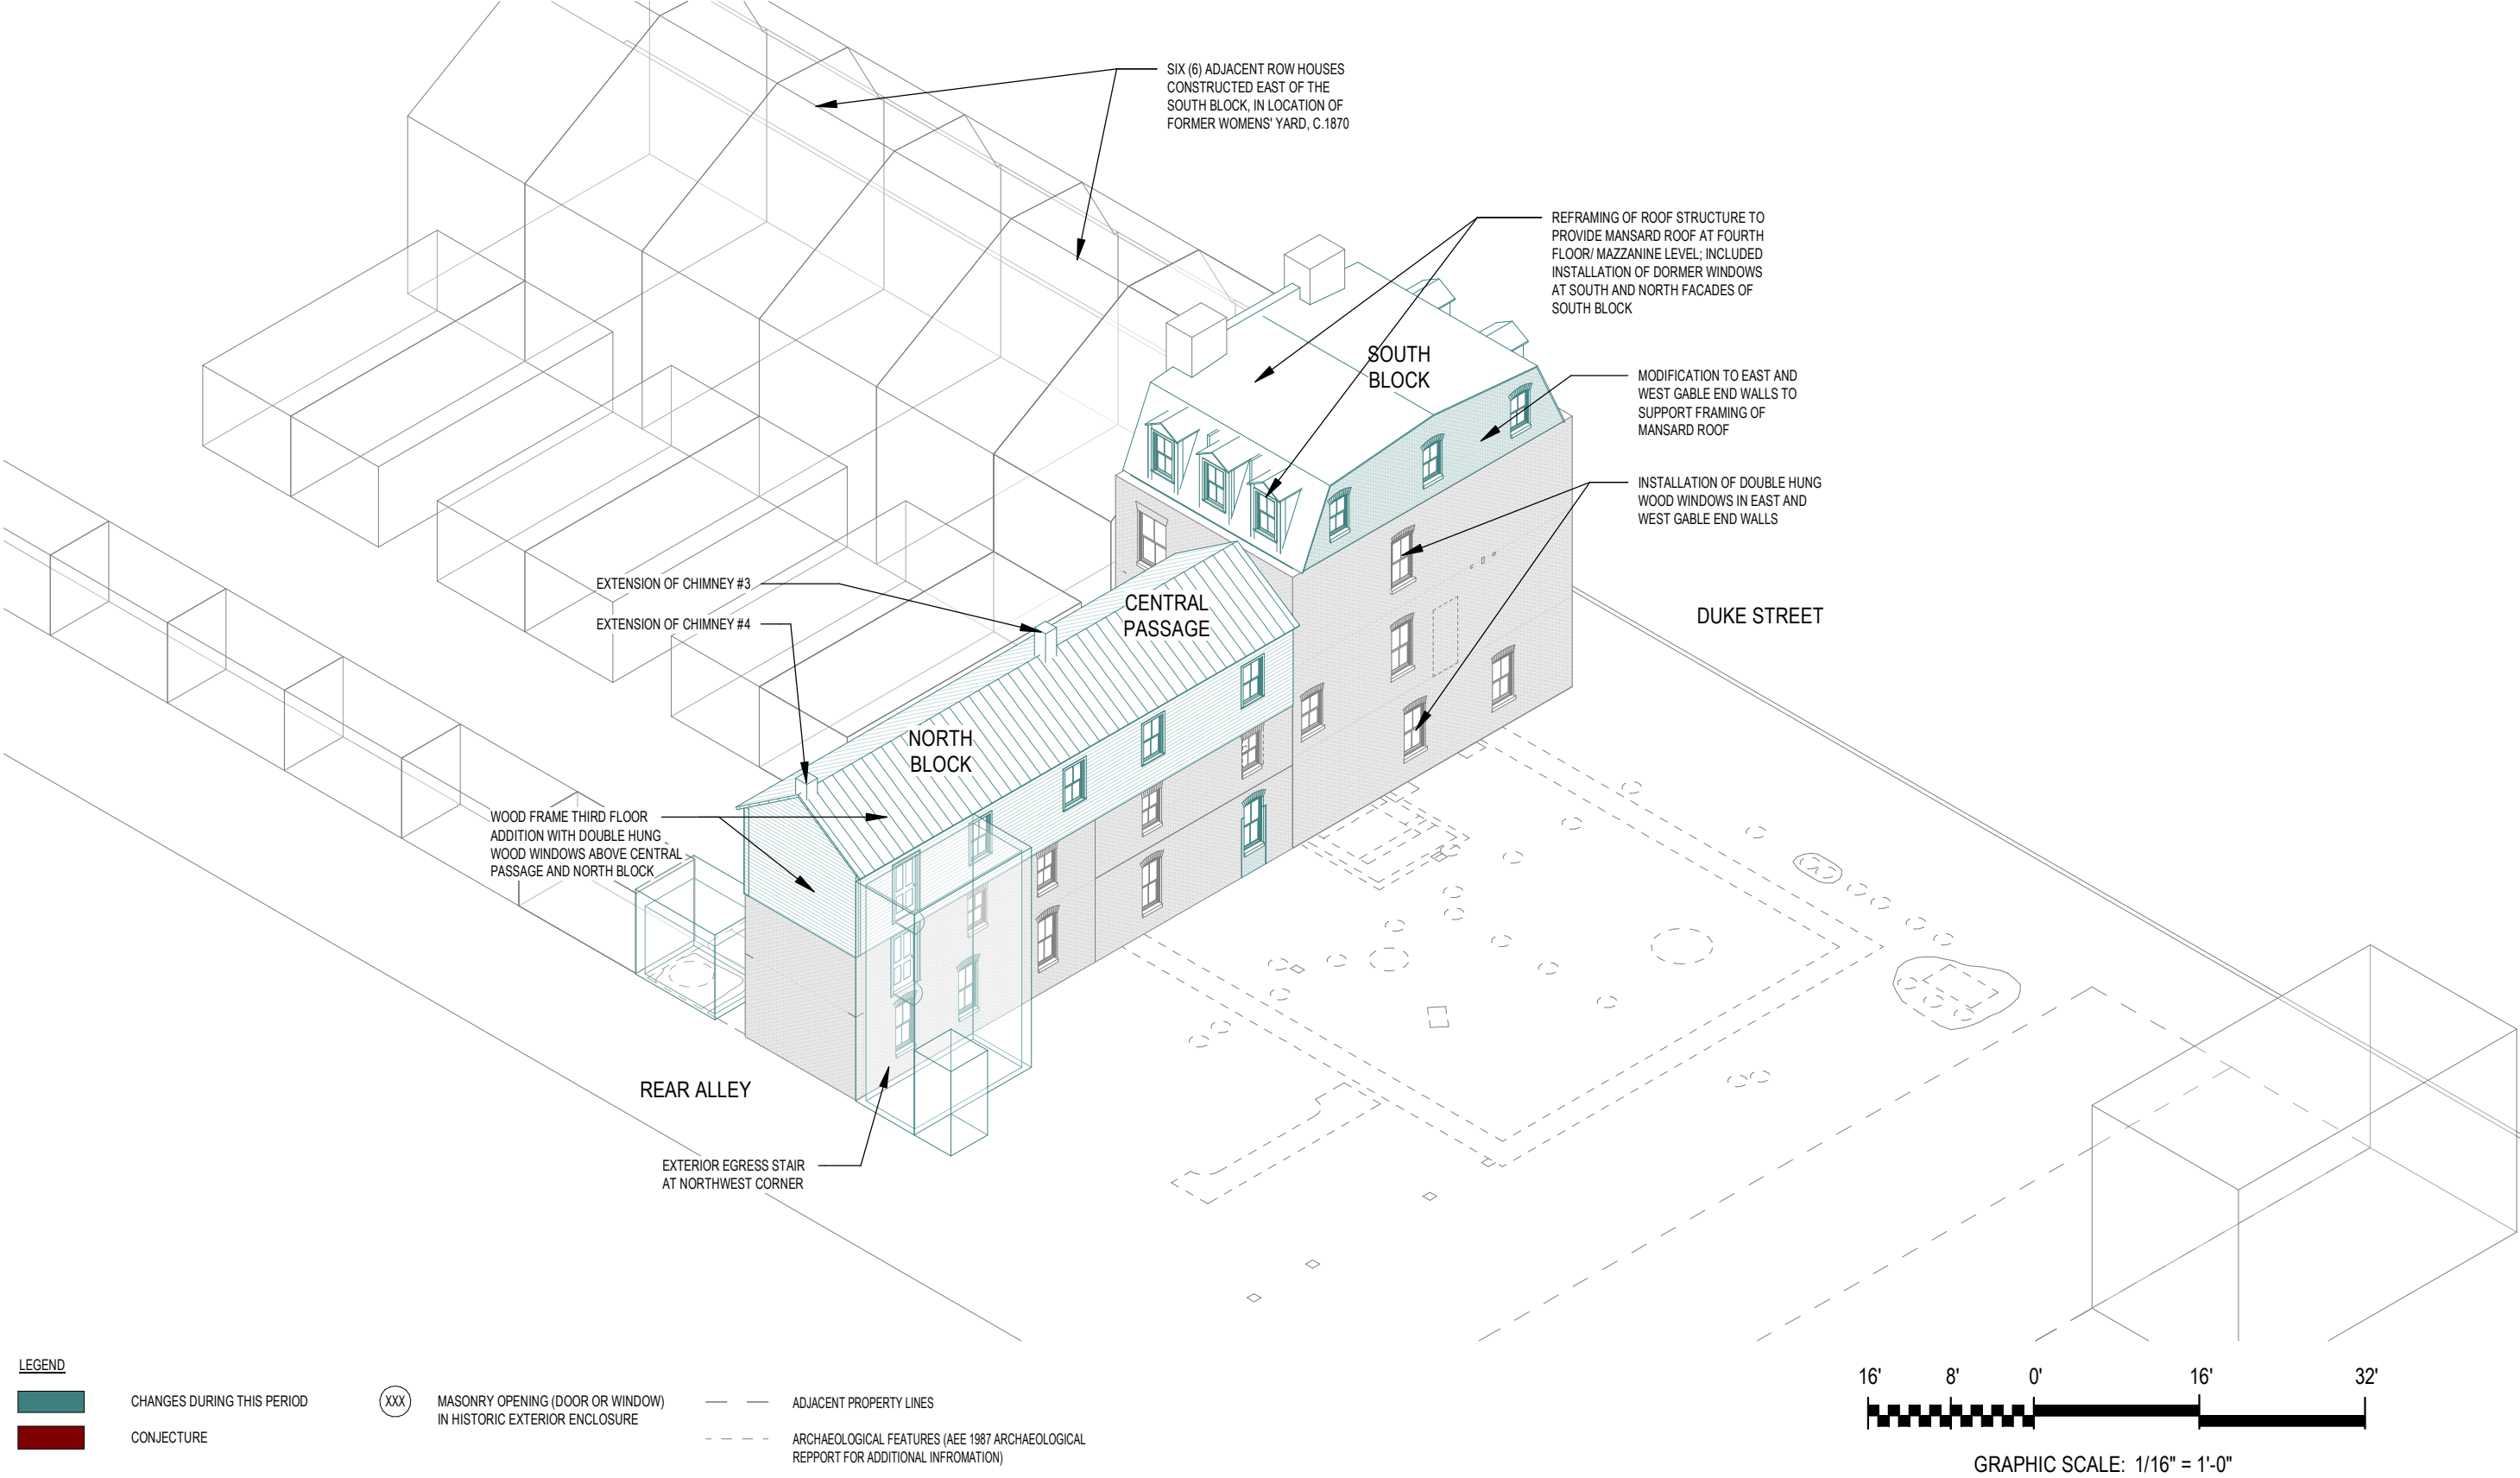 SIX (6) ADJACENT ROW HOUSES
CONSTRUCTED EAST OF THE
SOUTH BLOCK, IN LOCATION OF
FORMER WOMENS' YARD, C.1870
REFRAMING OF ROOF STRUCTURE TO
PROVIDE MANSARD ROOF AT FOURTH
FLOOR/ MAZZANINE LEVEL; INCLUDED
INSTALLATION OF DORMER WINDOWS
AT SOUTH AND NORTH FACADES OF
SOUTH BLOCK
SOUTH
BLOCK
MODIFICATION TO EAST AND
WEST GABLE END WALLS TO
SUPPORT FRAMING OF
MANSARD ROOF
INSTALLATION OF DOUBLE HUNG
WOOD WINDOWS IN EAST AND
WEST GABLE END WALLS
EXTENSION OF CHIMNEY #3
EXTENSION OF CHIMNEY #4
CENTRAL
PASSAGE
DUKE STREET
NORTH
BLOCK
WOOD FRAME THIRD FLOOR
ADDITION WITH DOUBLE HUNG
WOOD WINDOWS ABOVE CENTRAL
PASSAGE AND NORTH BLOCK
REAR ALLEY
EXTERIOR EGRESS STAIR
AT NORTHWEST CORNER
LEGEND
CHANGES DURING THIS PERIOD
CONJECTURE
XXX
MASONRY OPENING (DOOR OR WINDOW)
IN HISTORIC EXTERIOR ENCLOSURE
ADJACENT PROPERTY LINES
ARCHAEOLOGICAL FEATURES (AEE 1987 ARCHAEOLOGICAL
REPPORT FOR ADDITIONAL INFROMATION)
16' 8' 0' 16' 32'
GRAPHIC SCALE: 1/16" = 1'-0"